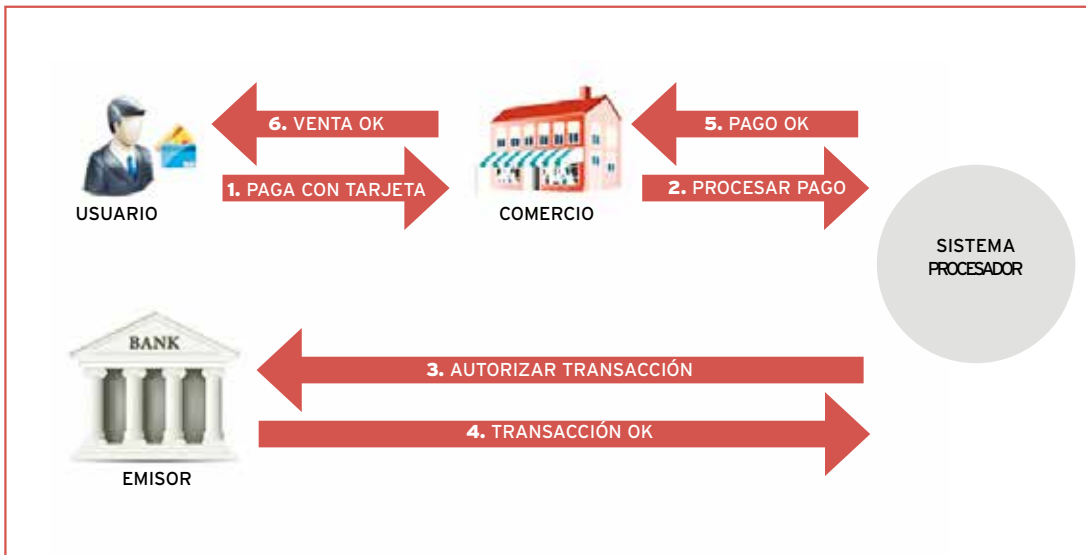 6. VENTA OK
5. PAGO OK
1. PAGA CON TARJETA
2. PROCESAR PAGO
USUARIO
COMERCIO
SISTEMA
PROCESADOR
BANK
3. AUTORIZAR TRANSACCIÓN
4. TRANSACCIÓN OK
EMISOR